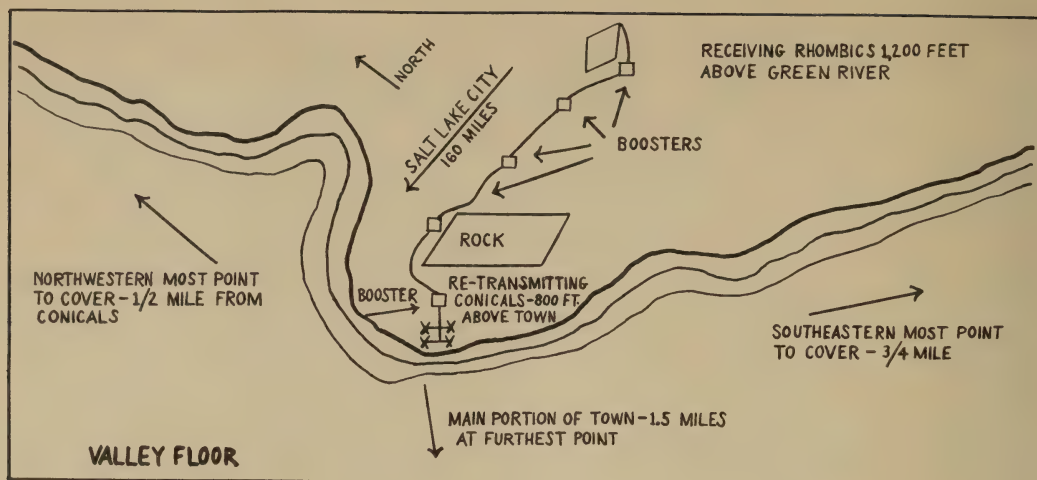 RECEIVING RHOMBICS 1,200 FEET
ABOVE GREEN RIVER
NORTH
SALT LAKE CITY
160 MILES
BOOSTERS
ROCK
NORTHWESTERN MOST POINT
TO COVER - 1/2 MILE FROM
CONICALS
BOOSTER
RE-TRANSMITTING
CONICALS-800 FT.
ABOVE TOWN
SOUTHEASTERN MOST POINT
TO COVER - 3/4 MILE
MAIN PORTION OF TOWN-1.5 MILES
AT FURTHEST POINT
VALLEY FLOOR